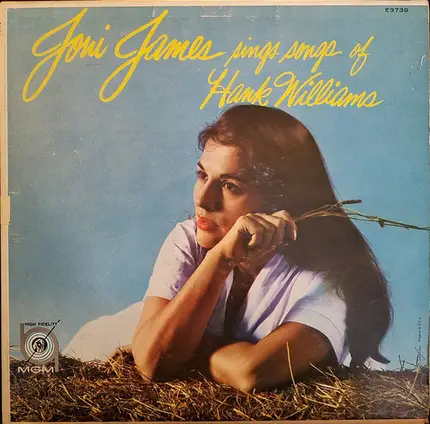 E3739
Joni James sings songs of
Hank Williams
HIGH FIDELITY
MGM